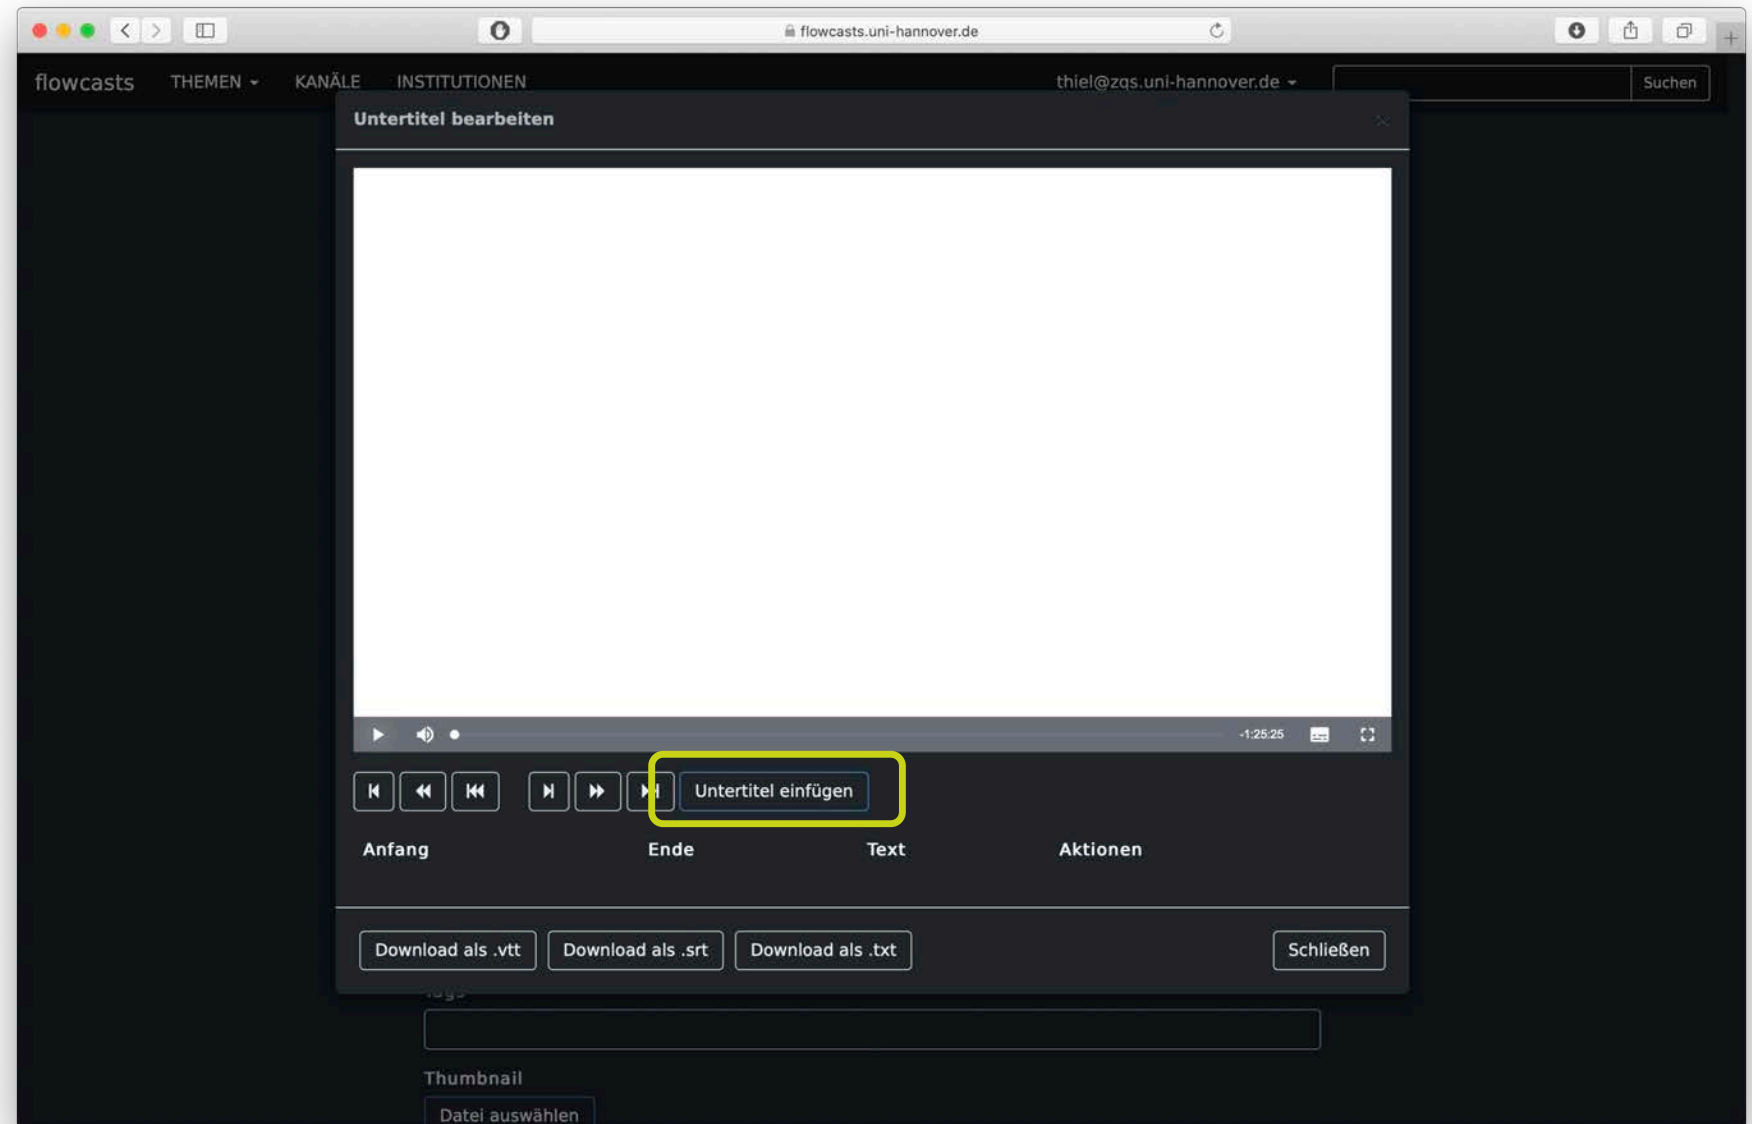 flowcasts.uni-hannover.de
flowcasts THEMEN KANÄLE INSTITUTIONEN thiel@zqs.uni-hannover.de Suchen
Untertitel bearbeiten
-1:25:25
Untertitel einfügen
Anfang Ende Text Aktionen
Download als .vtt Download als .srt Download als .txt Schließen
Tags
Thumbnail
Datei auswählen